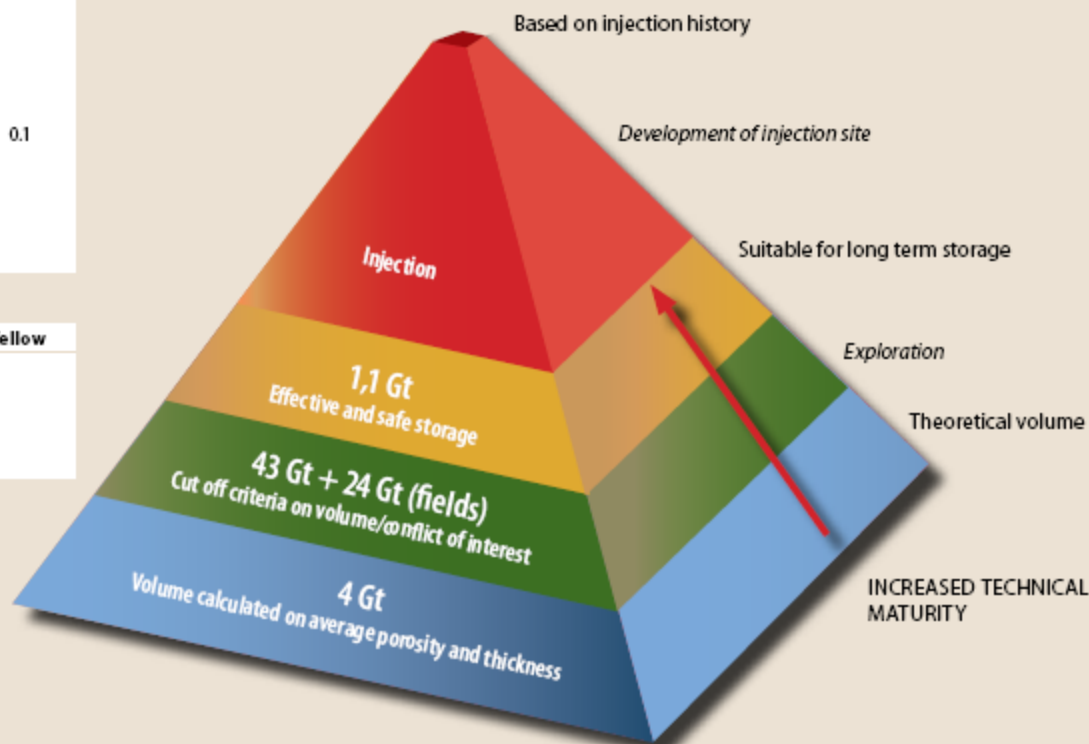 Based on injection history
0.1
Development of injection site
Suitable for long term storage
Injection
Exploration
1,1 Gt
Effective and safe storage
Theoretical volume
43 Gt + 24 Gt (fields)
Cut off criteria on volume/conflict of interest
4 Gt
Volume calculated on average porosity and thickness
INCREASED TECHNICAL
MATURITY